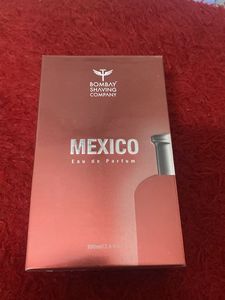 BOMBAY
SHAVING
COMPANY
MEXICO
Eau de Parfum